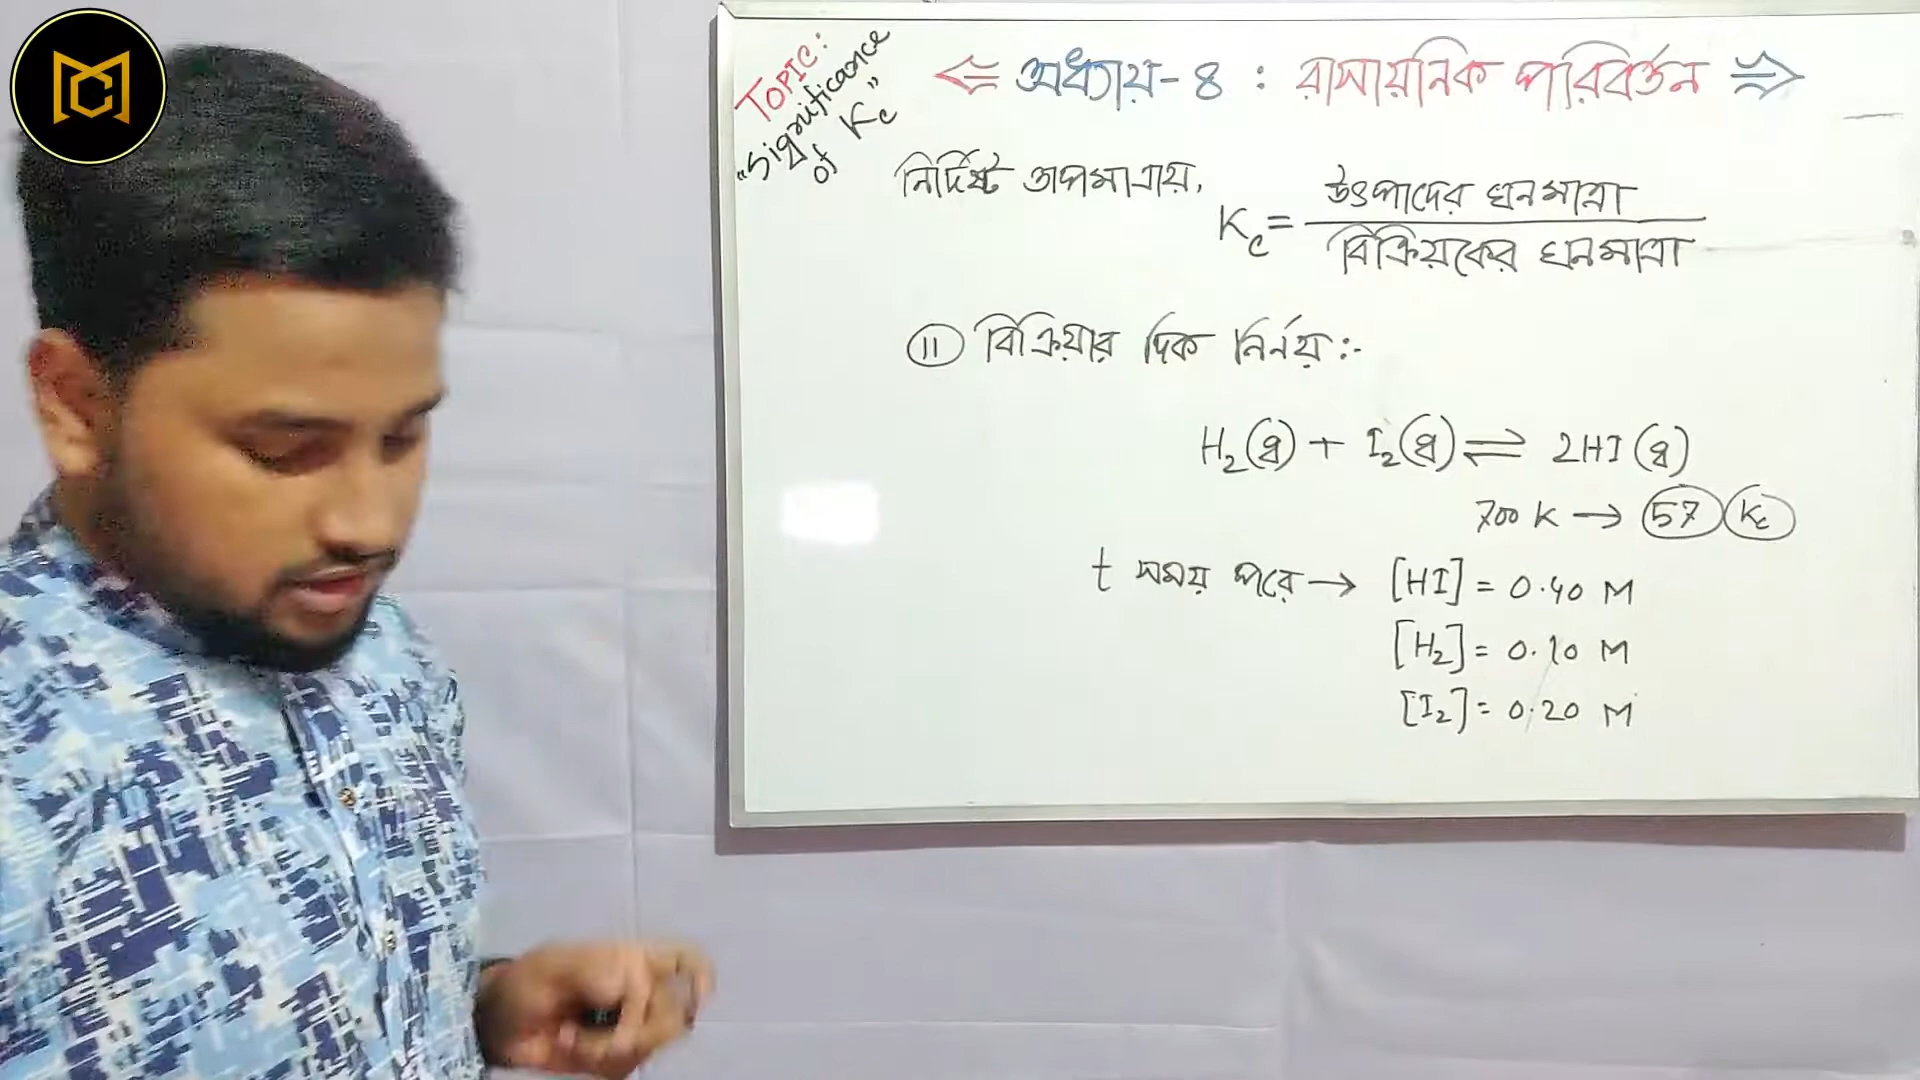 TOPIC:
"Significance
of Kc"
⇐ অধ্যায়-৪ : রাসায়নিক পরিবর্তন ⇒
নির্দিষ্ট তাপমাত্রায়,
Kc = উৎপাদের ঘনমাত্রা / বিক্রিয়কের ঘনমাত্রা
(ii) বিক্রিয়ার দিক নির্নয় :-
H₂(g) + I₂(g) ⇌ 2HI(g)
700 K → 57 Kc
t সময় পরে → [HI] = 0.40 M
[H₂] = 0.10 M
[I₂] = 0.20 M